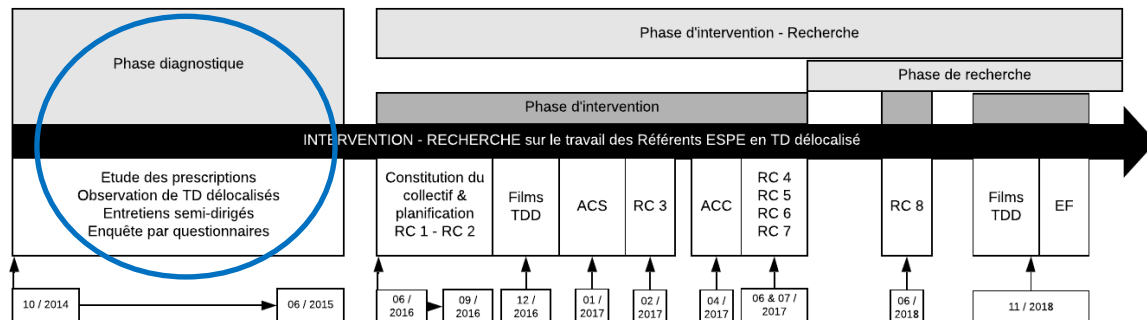 Phase diagnostique
Phase d'intervention - Recherche
Phase de recherche
Phase d'intervention
INTERVENTION - RECHERCHE sur le travail des Référents ESPE en TD délocalisé
Etude des prescriptions
Observation de TD délocalisés
Entretiens semi-dirigés
Enquête par questionnaires
Constitution du
collectif &
planification
RC 1 - RC 2
Films
TDD
ACS
RC 3
ACC
RC 4
RC 5
RC 6
RC 7
RC 8
Films
TDD
EF
10 / 2014
06 / 2015
06 /
2016
09 /
2016
12 /
2016
01 /
2017
02 /
2017
04 /
2017
06 & 07 /
2017
06 /
2018
11 / 2018